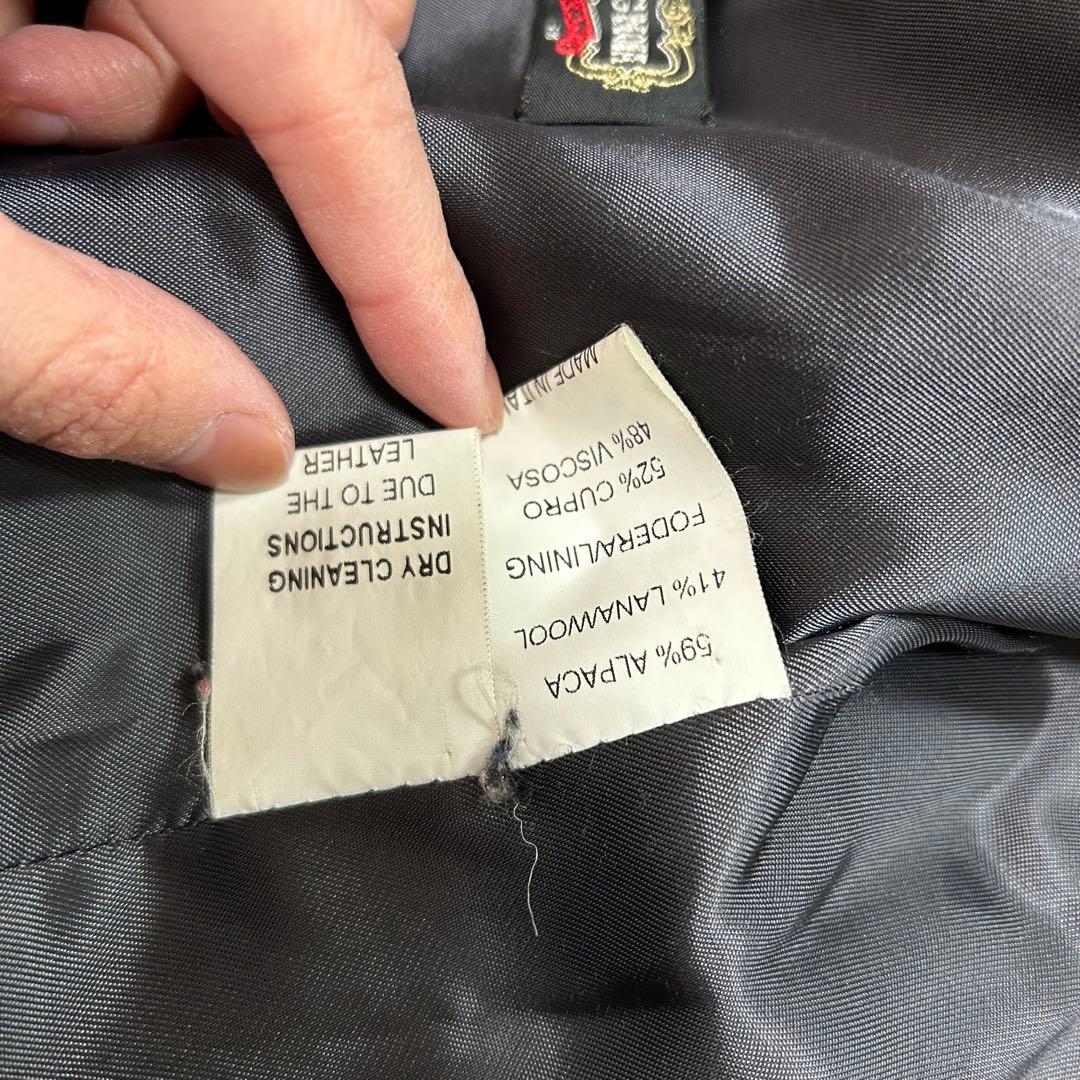 59% ALPACA
41% LANA/WOOL
FODERA/LINING
52% CUPRO
48% VISCOSA
MADE IN
DRY CLEANING
INSTRUCTIONS
DUE TO THE
LEATHER